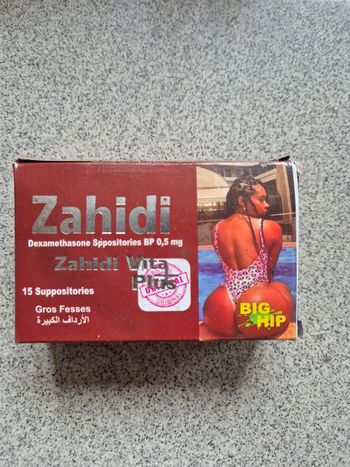 Zahidi
Dexamethasone Sppositories BP 0,5 mg
Zahidi Vita
Plus
15 Suppositories
Gros Fesses
الأرداف الكبيرة
BIG
HIP